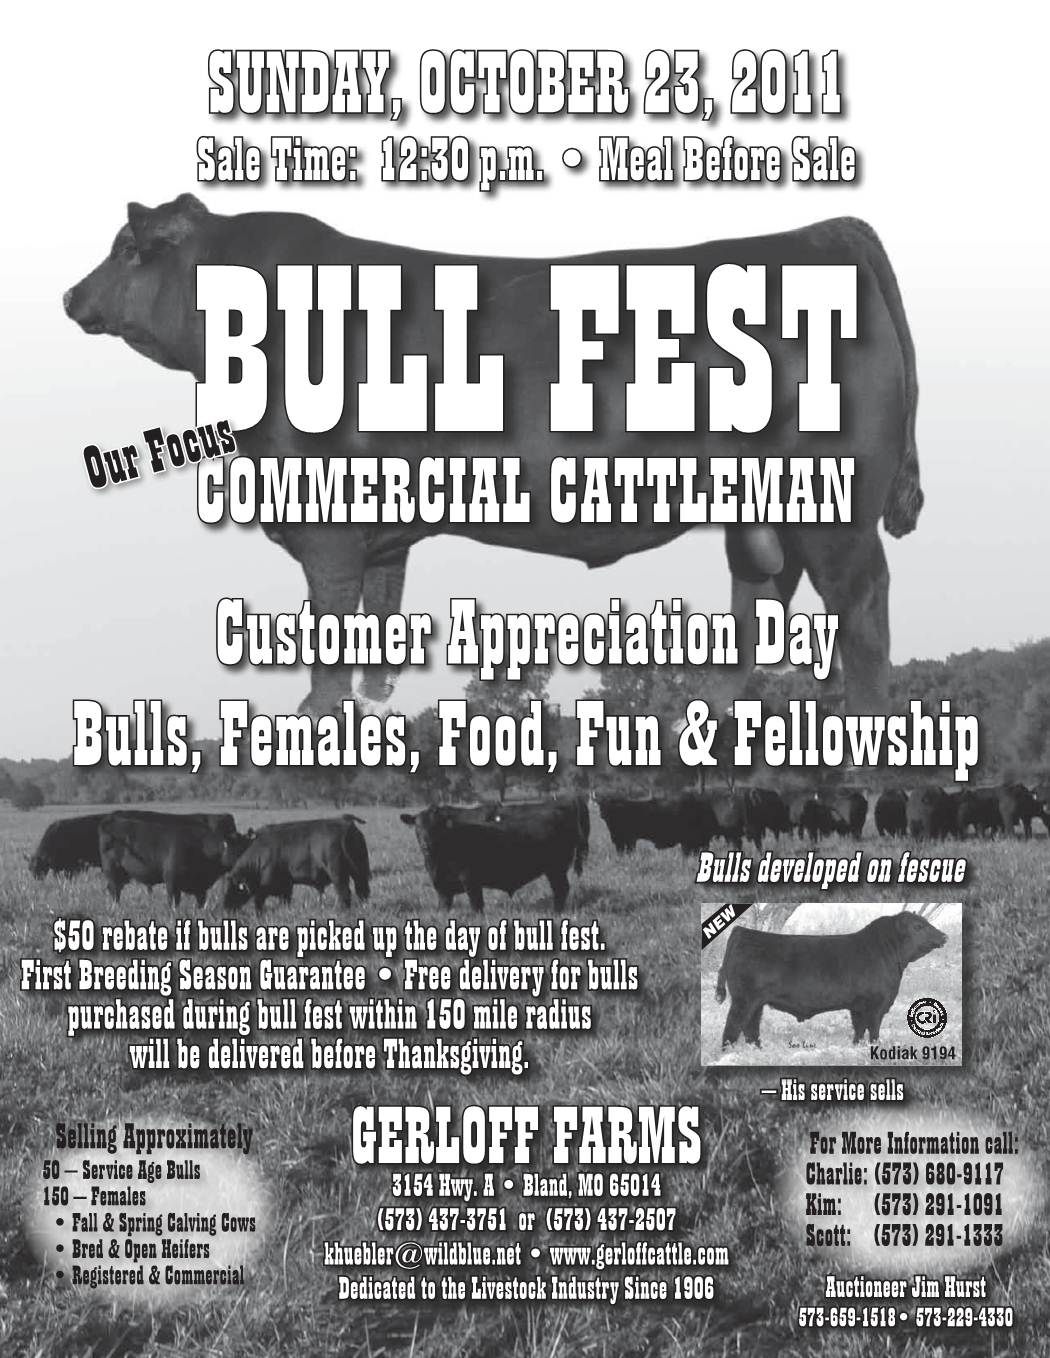 SUNDAY, OCTOBER 23, 2011
Sale Time: 12:30 p.m. • Meal Before Sale
BULL FEST
Our Focus
COMMERCIAL CATTLEMAN
Customer Appreciation Day
Bulls, Females, Food, Fun & Fellowship
Bulls developed on fescue
NEW
CRI
Kodiak 9194
— His service sells
$50 rebate if bulls are picked up the day of bull fest.
First Breeding Season Guarantee • Free delivery for bulls
purchased during bull fest within 150 mile radius
will be delivered before Thanksgiving.
Selling Approximately
50 — Service Age Bulls
150 — Females
• Fall & Spring Calving Cows
• Bred & Open Heifers
• Registered & Commercial
GERLOFF FARMS
3154 Hwy. A • Bland, MO 65014
(573) 437-3751 or (573) 437-2507
khuebler@wildblue.net • www.gerloffcattle.com
Dedicated to the Livestock Industry Since 1906
For More Information call:
Charlie: (573) 680-9117
Kim: (573) 291-1091
Scott: (573) 291-1333
Auctioneer Jim Hurst
573-659-1518 • 573-229-4330